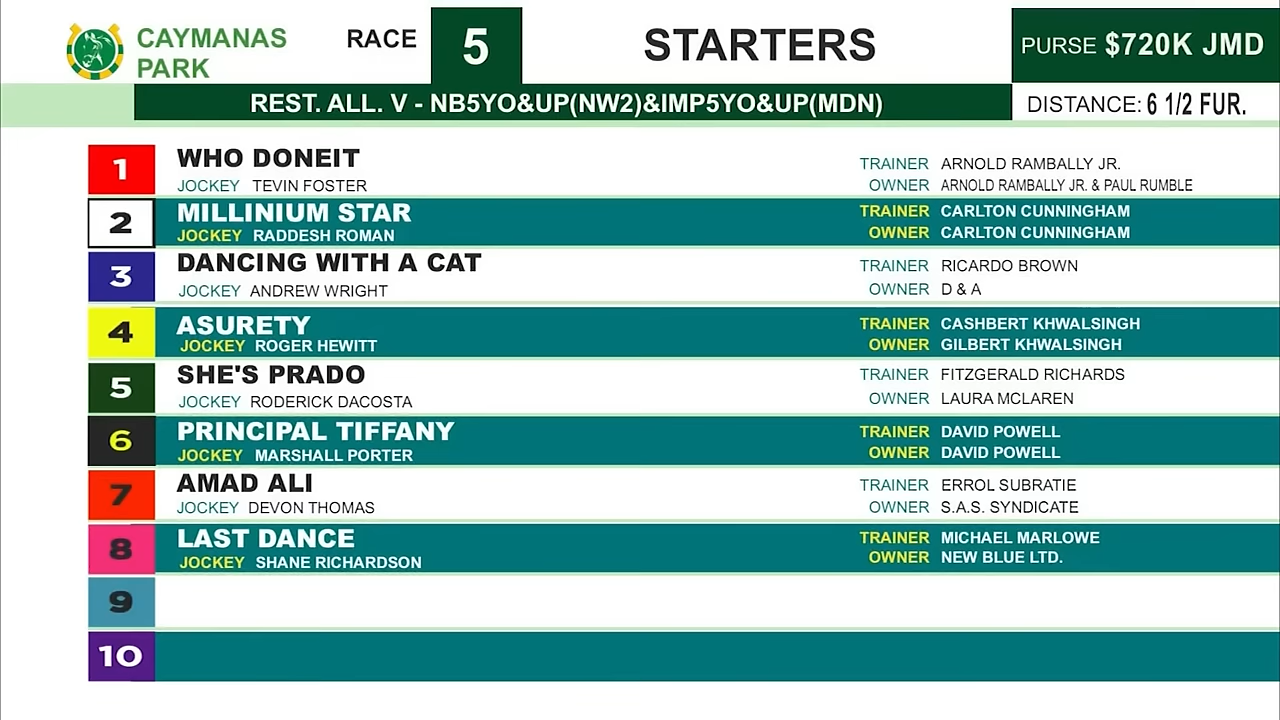 CAYMANAS
PARK
RACE 5 STARTERS PURSE $720K JMD
REST. ALL. V - NB5YO&UP(NW2)&IMP5YO&UP(MDN) DISTANCE: 6 1/2 FUR.
1 WHO DONEIT TRAINER ARNOLD RAMBALLY JR.
JOCKEY TEVIN FOSTER OWNER ARNOLD RAMBALLY JR. & PAUL RUMBLE
2 MILLINIUM STAR TRAINER CARLTON CUNNINGHAM
JOCKEY RADDESH ROMAN OWNER CARLTON CUNNINGHAM
3 DANCING WITH A CAT TRAINER RICARDO BROWN
JOCKEY ANDREW WRIGHT OWNER D & A
4 ASURETY TRAINER CASHBERT KHWALSINGH
JOCKEY ROGER HEWITT OWNER GILBERT KHWALSINGH
5 SHE'S PRADO TRAINER FITZGERALD RICHARDS
JOCKEY RODERICK DACOSTA OWNER LAURA MCLAREN
6 PRINCIPAL TIFFANY TRAINER DAVID POWELL
JOCKEY MARSHALL PORTER OWNER DAVID POWELL
7 AMAD ALI TRAINER ERROL SUBRATIE
JOCKEY DEVON THOMAS OWNER S.A.S. SYNDICATE
8 LAST DANCE TRAINER MICHAEL MARLOWE
JOCKEY SHANE RICHARDSON OWNER NEW BLUE LTD.
9
10